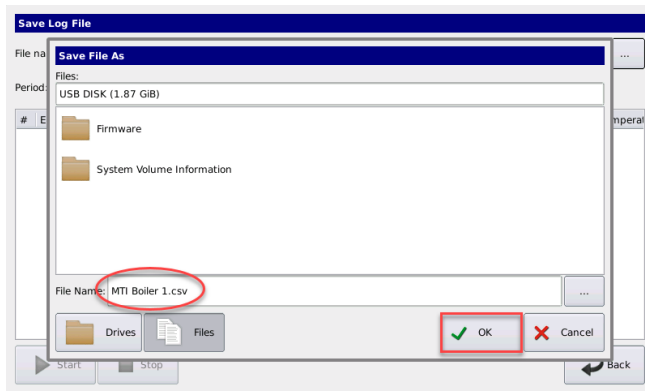 Save Log File
File na
...
Save File As
Files:
USB DISK (1.87 GiB)
Period:
# E
mperat
Firmware
System Volume Information
File Name: MTI Boiler 1.csv
...
Drives
Files
OK
Cancel
Start
Stop
Back